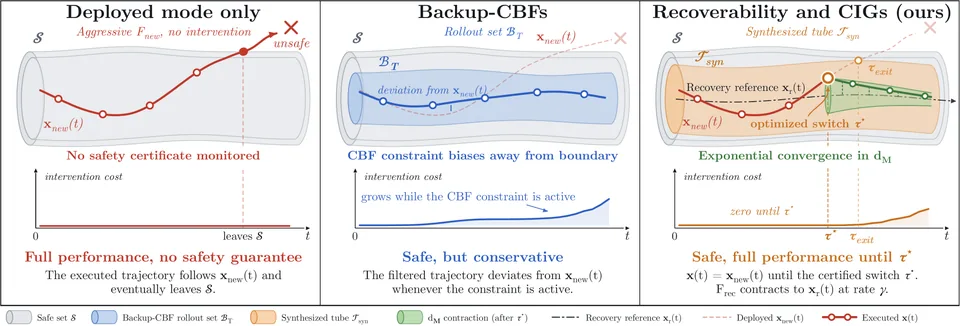 Deployed mode only
𝒮
Aggressive F_new, no intervention
unsafe
x_new(t)
No safety certificate monitored
intervention cost
0
leaves 𝒮
t
Full performance, no safety guarantee
The executed trajectory follows x_new(t) and
eventually leaves 𝒮.
Backup-CBFs
𝒮
Rollout set ℬ_T
x_new(t)
ℬ_T
deviation from x_new(t)
CBF constraint biases away from boundary
intervention cost
grows while the CBF constraint is active
0
t
Safe, but conservative
The filtered trajectory deviates from x_new(t)
whenever the constraint is active.
Recoverability and CIGs (ours)
𝒮
Synthesized tube 𝒯_syn
𝒯_syn
τ_exit
Recovery reference x_r(t)
x_new(t)
optimized switch τ*
Exponential convergence in d_M
intervention cost
zero until τ*
0
τ*
τ_exit
t
Safe, full performance until τ*
x(t) = x_new(t) until the certified switch τ*.
F_rec contracts to x_r(t) at rate γ.
Safe set 𝒮
Backup-CBF rollout set ℬ_T
Synthesized tube 𝒯_syn
d_M contraction (after τ*)
Recovery reference x_r(t)
Deployed x_new(t)
Executed x(t)